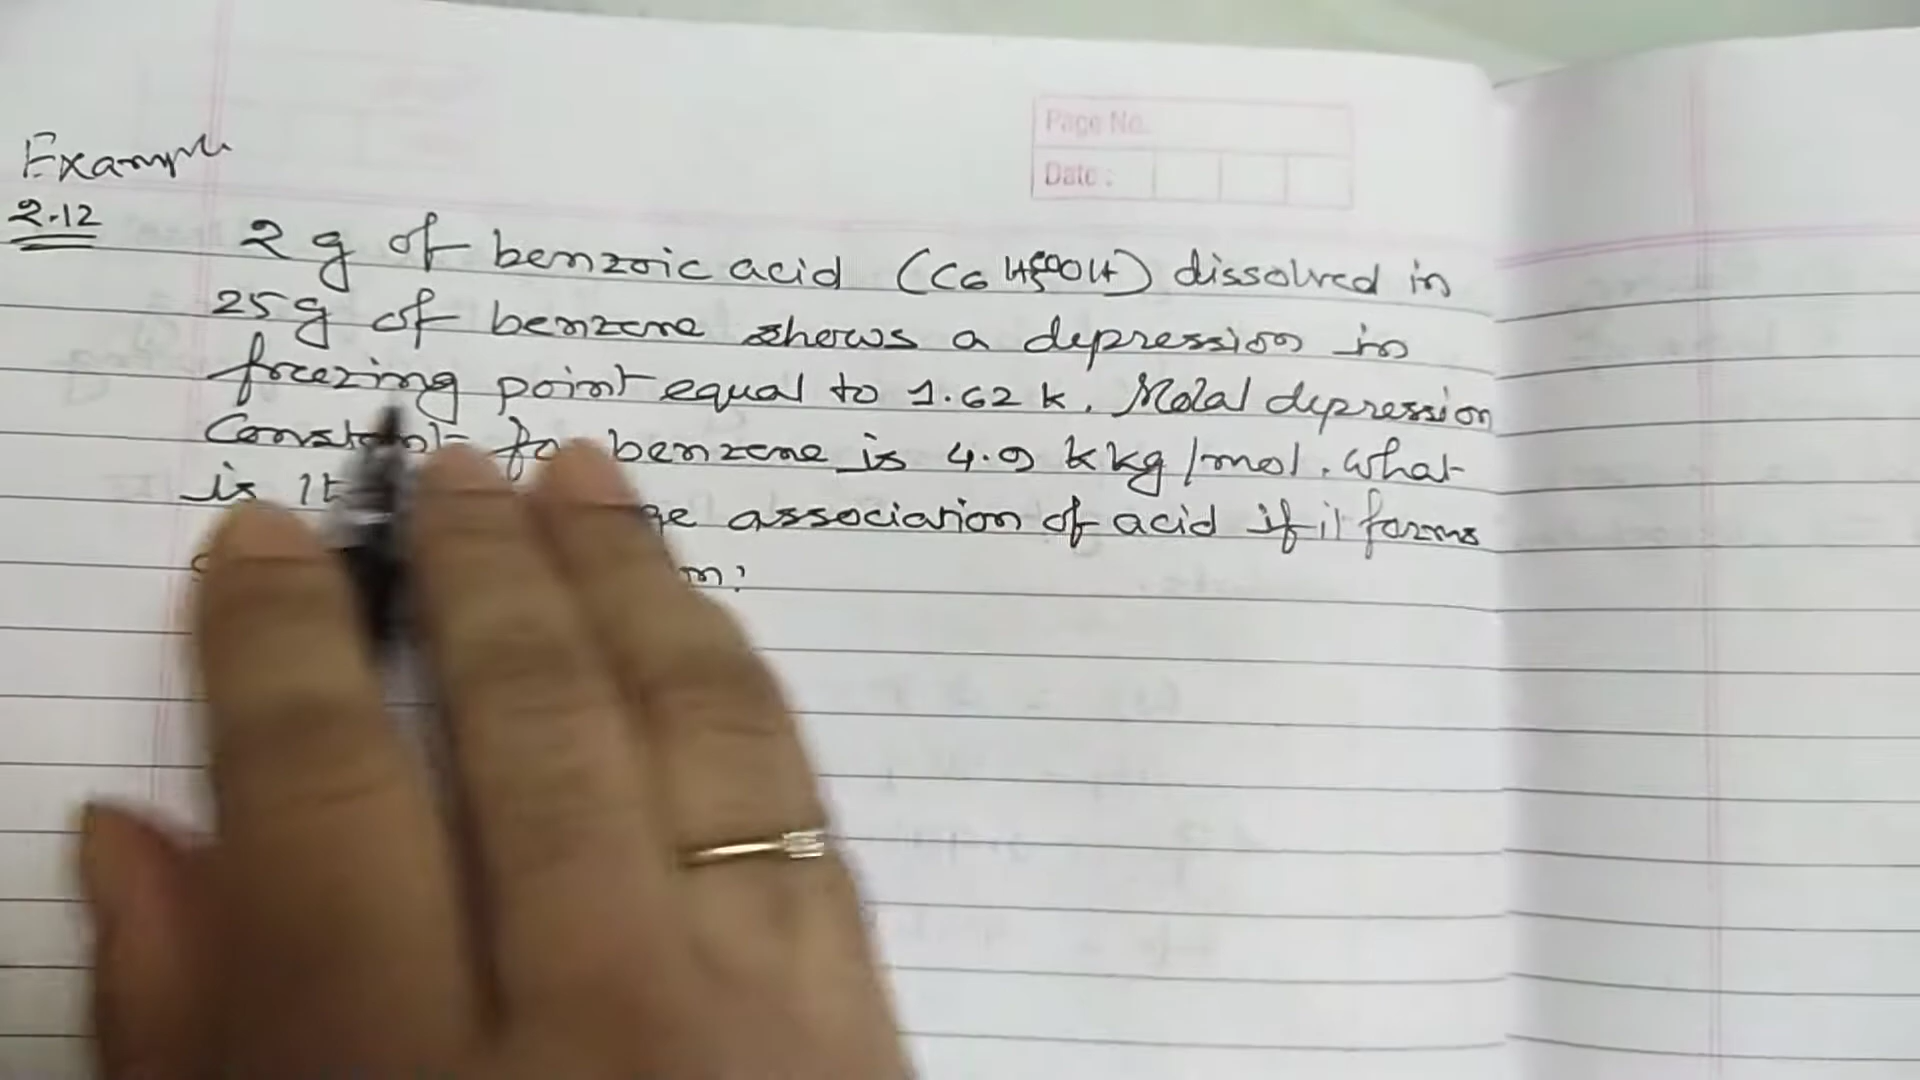 Page No.
Date :
Example
2.12
2 g of benzoic acid (C6H5COOH) dissolved in
25g of benzene shows a depression in
freezing point equal to 1.62 K. Molal depression
Constant for benzene is 4.9 K kg/mol. What
is association of acid if it forms